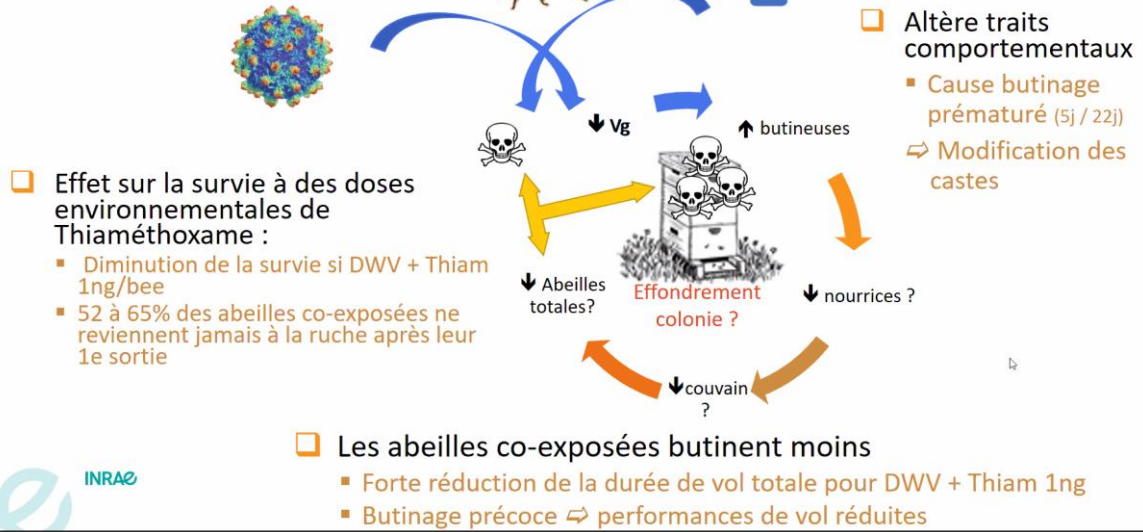 ❑ Altère traits
comportementaux
▪ Cause butinage
prématuré (5j / 22j)
⇨ Modification des
castes
🡻 Vg
🡹 butineuses
❑ Effet sur la survie à des doses
environnementales de
Thiaméthoxame :
▪ Diminution de la survie si DWV + Thiam
1ng/bee
▪ 52 à 65% des abeilles co-exposées ne
reviennent jamais à la ruche après leur
1e sortie
🡻 Abeilles
totales?
Effondrement
colonie ?
🡻 nourrices ?
🡻couvain
?
❑ Les abeilles co-exposées butinent moins
▪ Forte réduction de la durée de vol totale pour DWV + Thiam 1ng
▪ Butinage précoce ⇨ performances de vol réduites
INRAE